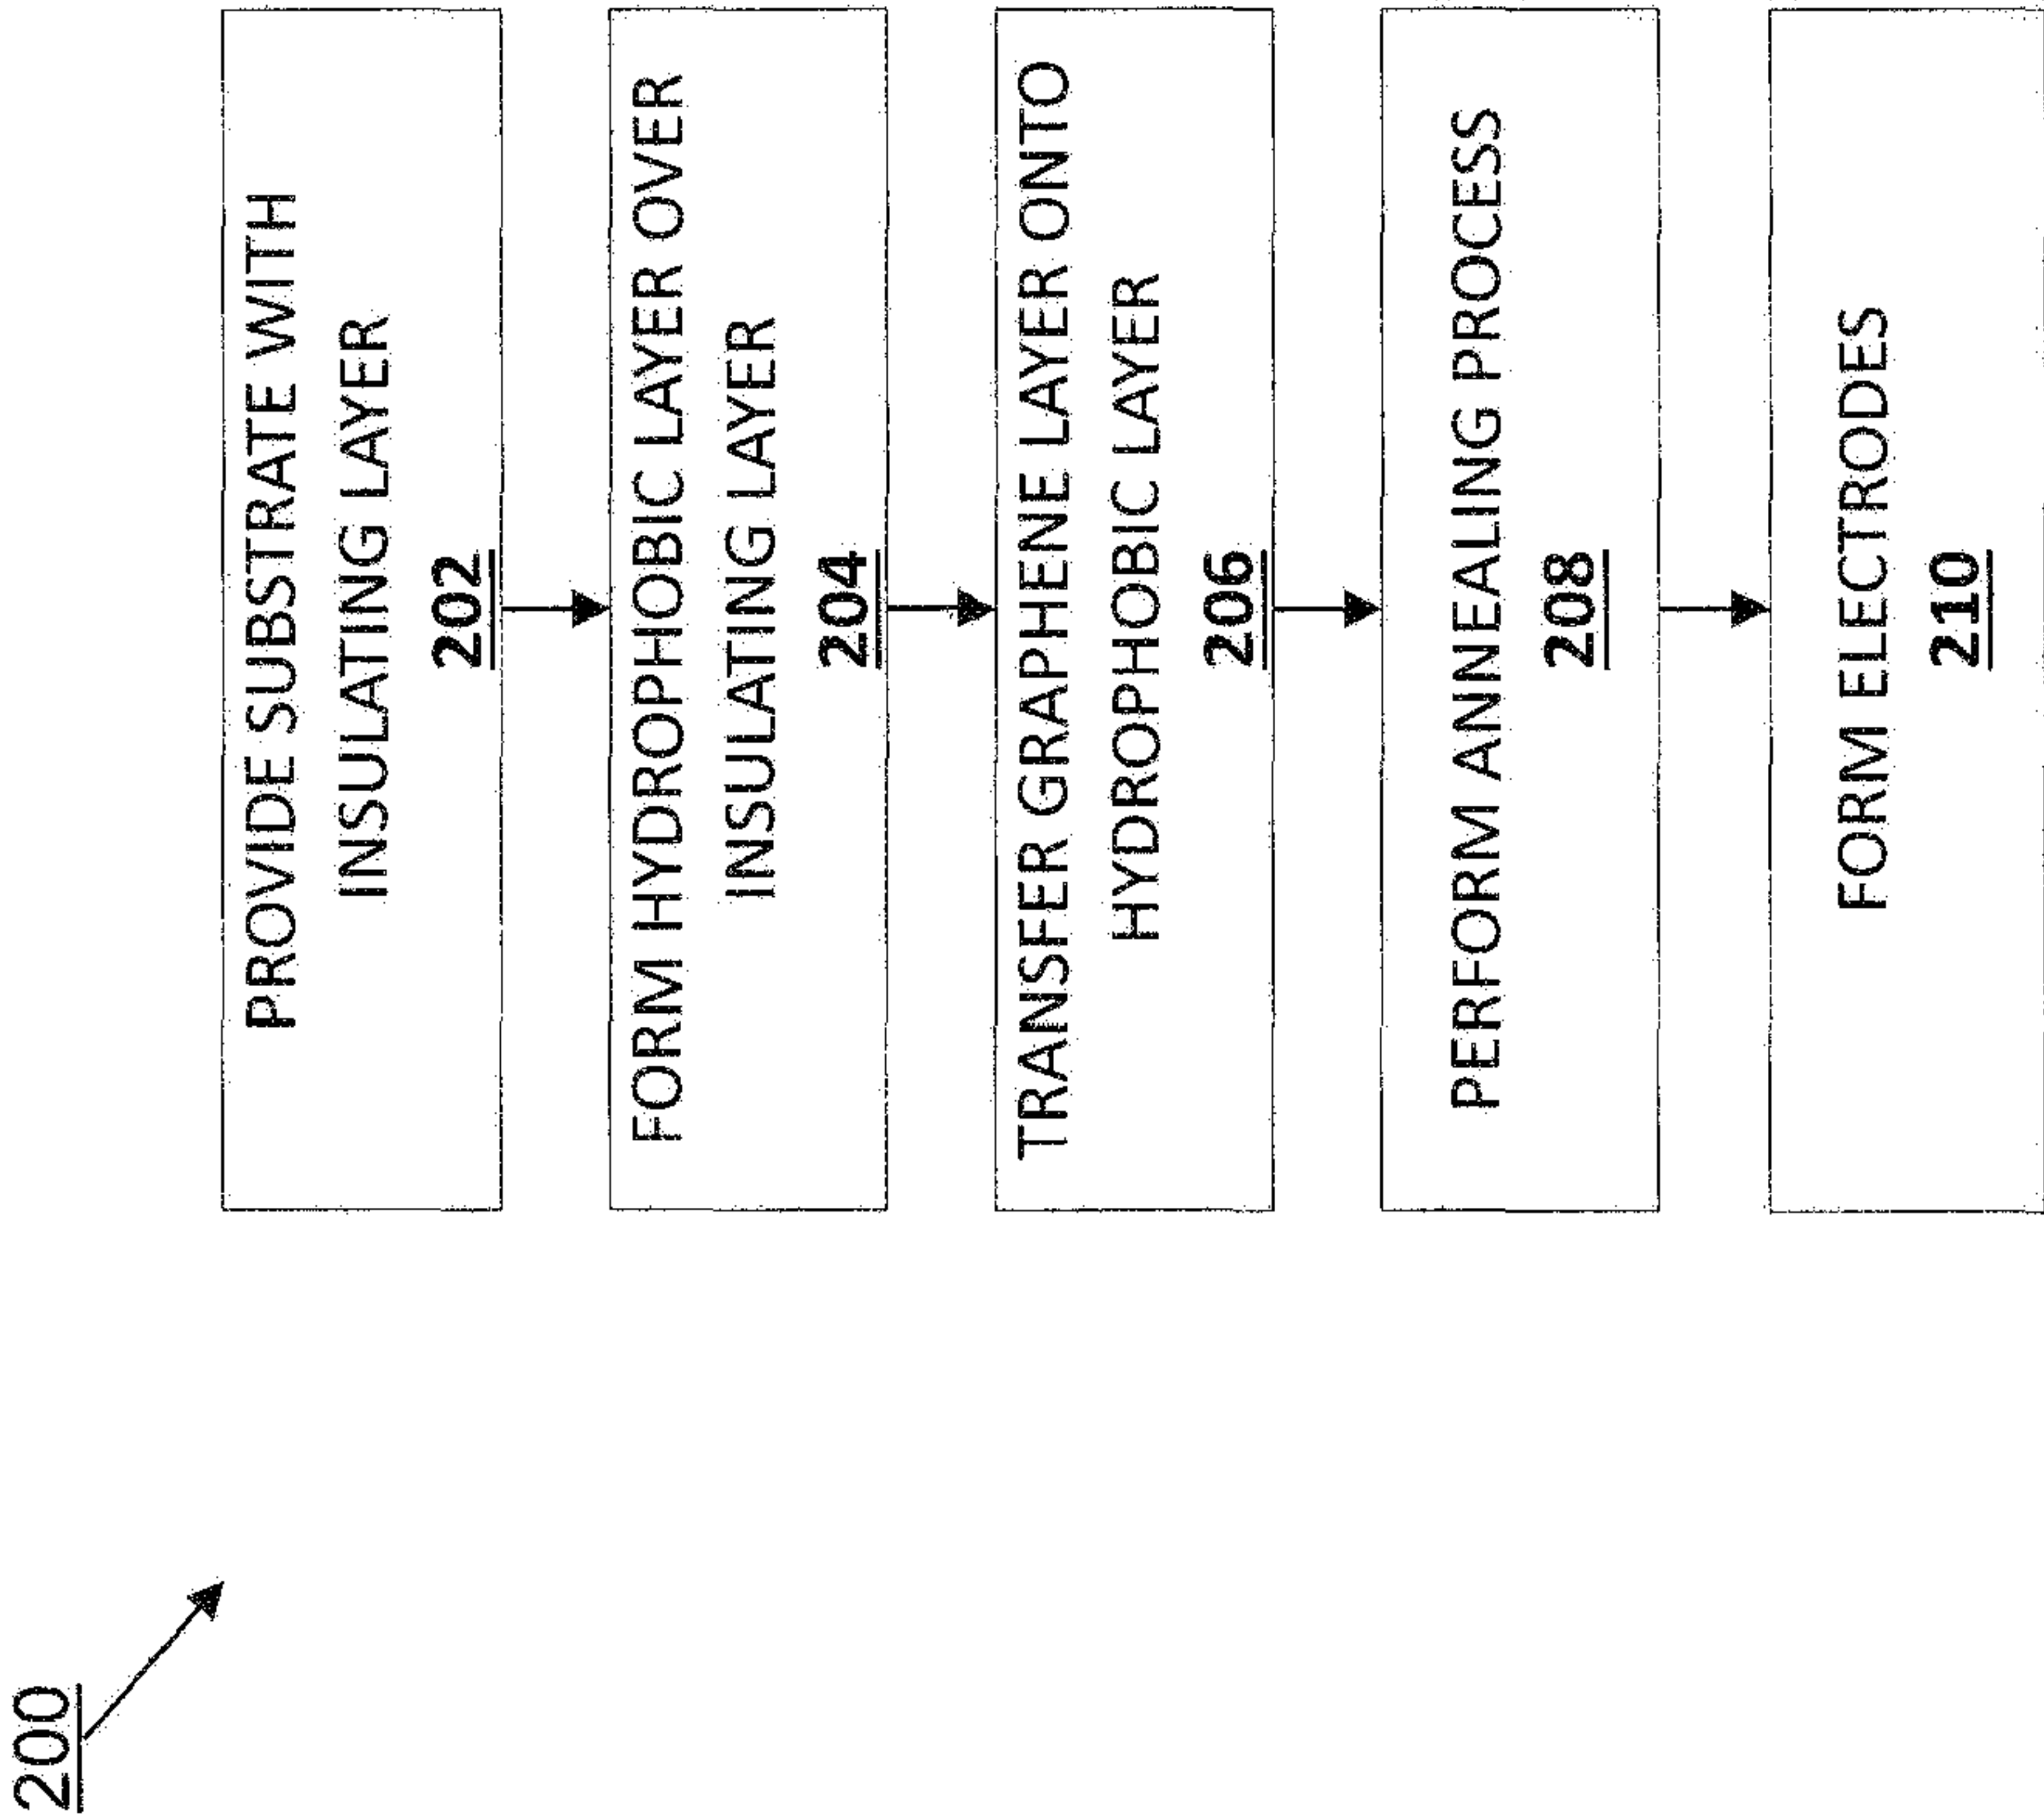 200
PROVIDE SUBSTRATE WITH
INSULATING LAYER
202
FORM HYDROPHOBIC LAYER OVER
INSULATING LAYER
204
TRANSFER GRAPHENE LAYER ONTO
HYDROPHOBIC LAYER
206
PERFORM ANNEALING PROCESS
208
FORM ELECTRODES
210